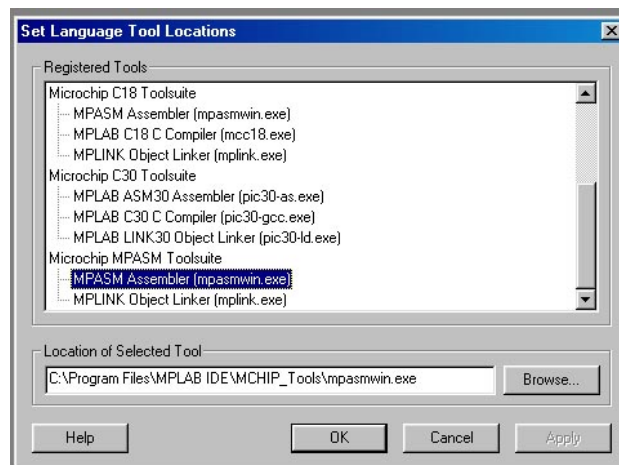 Set Language Tool Locations
Registered Tools
Microchip C18 Toolsuite
MPASM Assembler (mpasmwin.exe)
MPLAB C18 C Compiler (mcc18.exe)
MPLINK Object Linker (mplink.exe)
Microchip C30 Toolsuite
MPLAB ASM30 Assembler (pic30-as.exe)
MPLAB C30 C Compiler (pic30-gcc.exe)
MPLAB LINK30 Object Linker (pic30-ld.exe)
Microchip MPASM Toolsuite
MPASM Assembler (mpasmwin.exe)
MPLINK Object Linker (mplink.exe)
Location of Selected Tool
C:\Program Files\MPLAB IDE\MCHIP_Tools\mpasmwin.exe Browse...
Help OK Cancel Apply